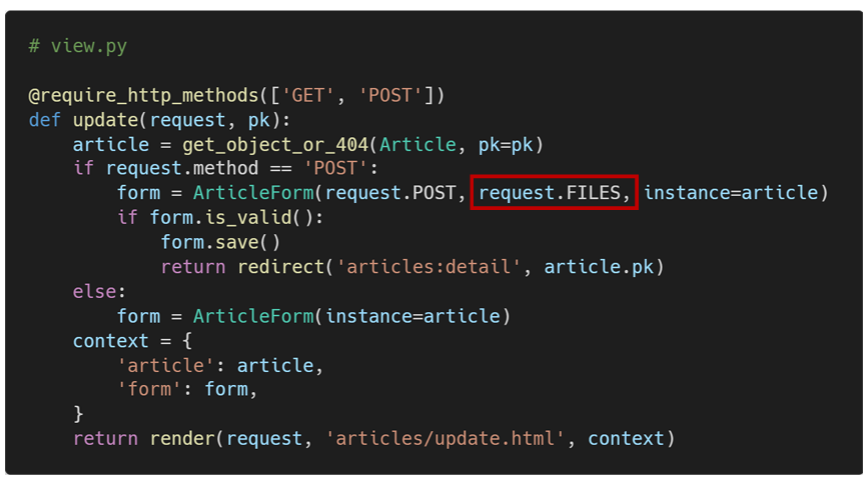 # view.py
@require_http_methods(['GET', 'POST'])
def update(request, pk):
    article = get_object_or_404(Article, pk=pk)
    if request.method == 'POST':
        form = ArticleForm(request.POST, request.FILES, instance=article)
        if form.is_valid():
            form.save()
            return redirect('articles:detail', article.pk)
    else:
        form = ArticleForm(instance=article)
    context = {
        'article': article,
        'form': form,
    }
    return render(request, 'articles/update.html', context)